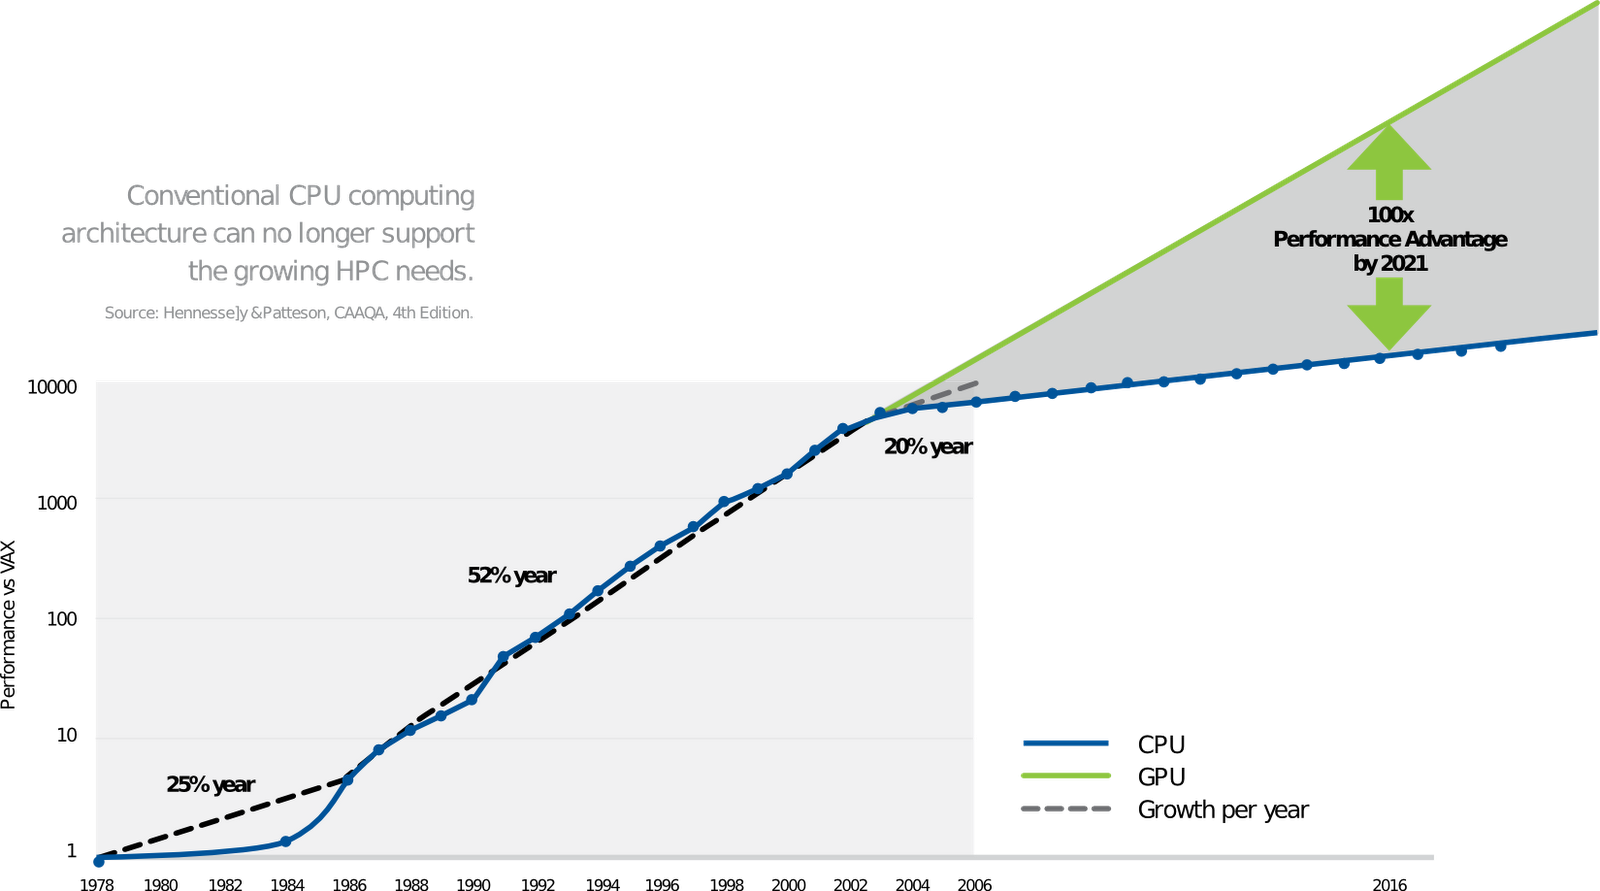 Conventional CPU computing
architecture can no longer support
the growing HPC needs.
Source: Hennesse]y &Patteson, CAAQA, 4th Edition.
100x
Performance Advantage
by 2021
10000
1000
100
10
1
Performance vs VAX
20% year
52% year
25% year
CPU
GPU
Growth per year
1978 1980 1982 1984 1986 1988 1990 1992 1994 1996 1998 2000 2002 2004 2006 2016